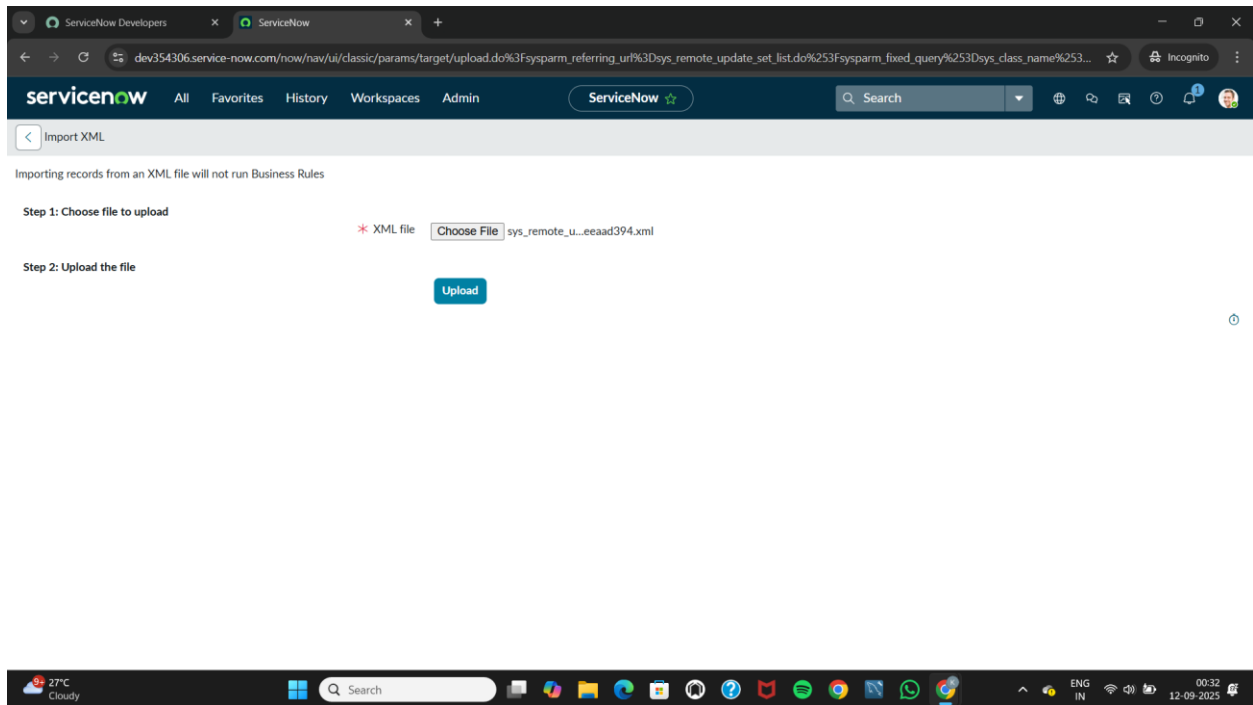 ServiceNow Developers ServiceNow
dev354306.service-now.com/now/nav/ui/classic/params/target/upload.do%3Fsysparm_referring_url%3Dsys_remote_update_set_list.do%253Fsysparm_fixed_query%253Dsys_class_name%253... Incognito
servicenow All Favorites History Workspaces Admin ServiceNow Search 1
Import XML
Importing records from an XML file will not run Business Rules
Step 1: Choose file to upload
XML file Choose File sys_remote_u...eeaad394.xml
Step 2: Upload the file
Upload
9+ 27°C Search ENG 00:32
Cloudy IN 12-09-2025